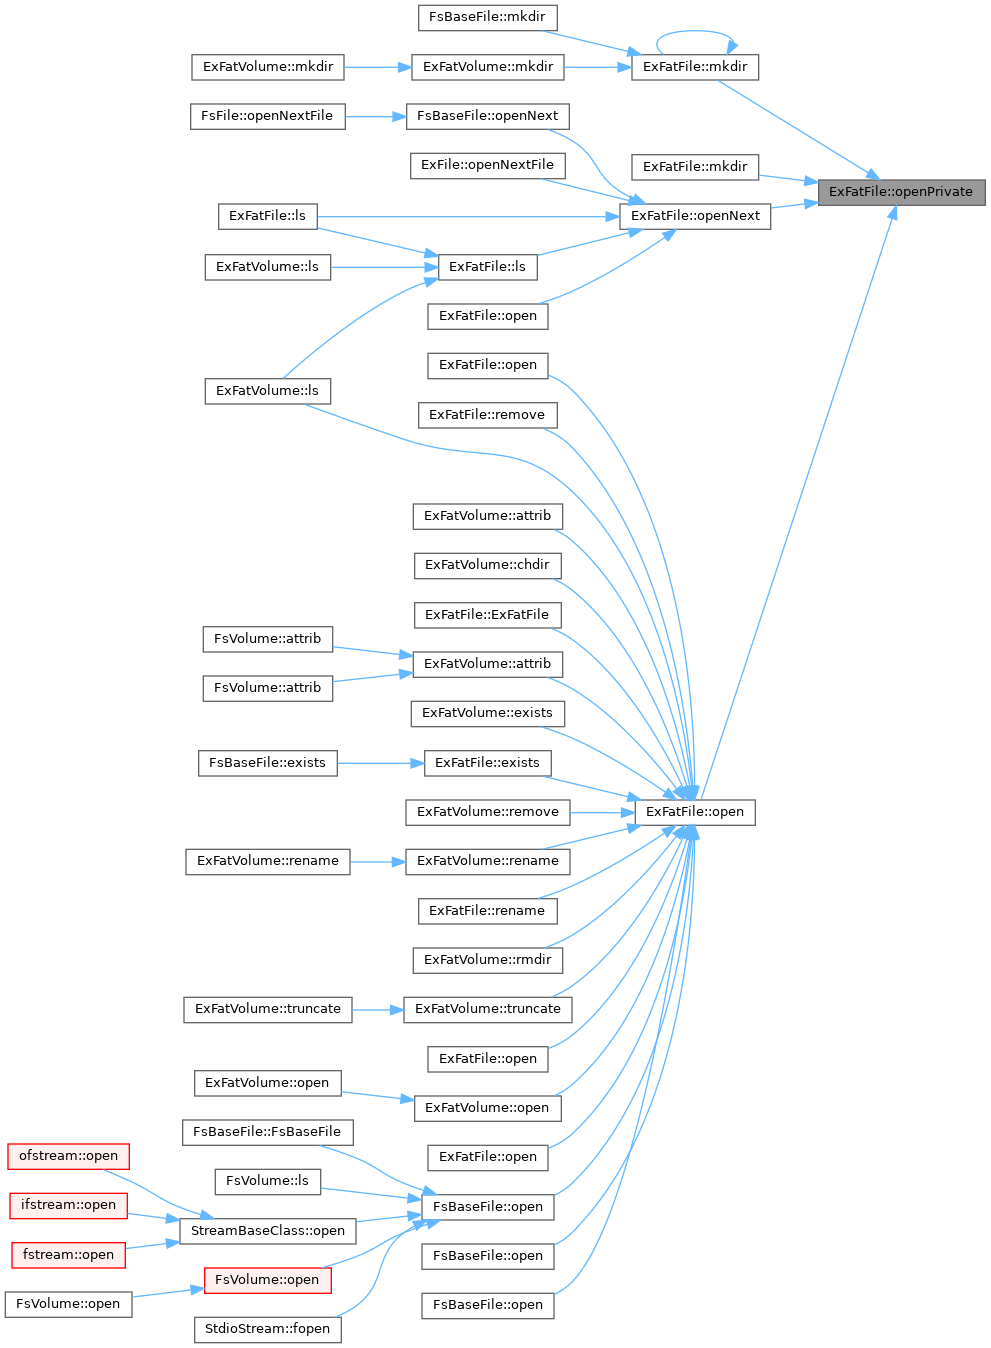 FsBaseFile::mkdir
ExFatVolume::mkdir
ExFatVolume::mkdir
ExFatFile::mkdir
FsFile::openNextFile
FsBaseFile::openNext
ExFile::openNextFile
ExFatFile::mkdir
ExFatFile::openPrivate
ExFatFile::ls
ExFatFile::openNext
ExFatVolume::ls
ExFatFile::ls
ExFatFile::open
ExFatFile::open
ExFatVolume::ls
ExFatFile::remove
ExFatVolume::attrib
ExFatVolume::chdir
ExFatFile::ExFatFile
FsVolume::attrib
ExFatVolume::attrib
FsVolume::attrib
ExFatVolume::exists
FsBaseFile::exists
ExFatFile::exists
ExFatVolume::remove
ExFatFile::open
ExFatVolume::rename
ExFatVolume::rename
ExFatFile::rename
ExFatVolume::rmdir
ExFatVolume::truncate
ExFatVolume::truncate
ExFatFile::open
ExFatVolume::open
ExFatVolume::open
FsBaseFile::FsBaseFile
ofstream::open
ExFatFile::open
FsVolume::ls
ifstream::open
FsBaseFile::open
StreamBaseClass::open
fstream::open
FsBaseFile::open
FsVolume::open
FsVolume::open
FsBaseFile::open
StdioStream::fopen